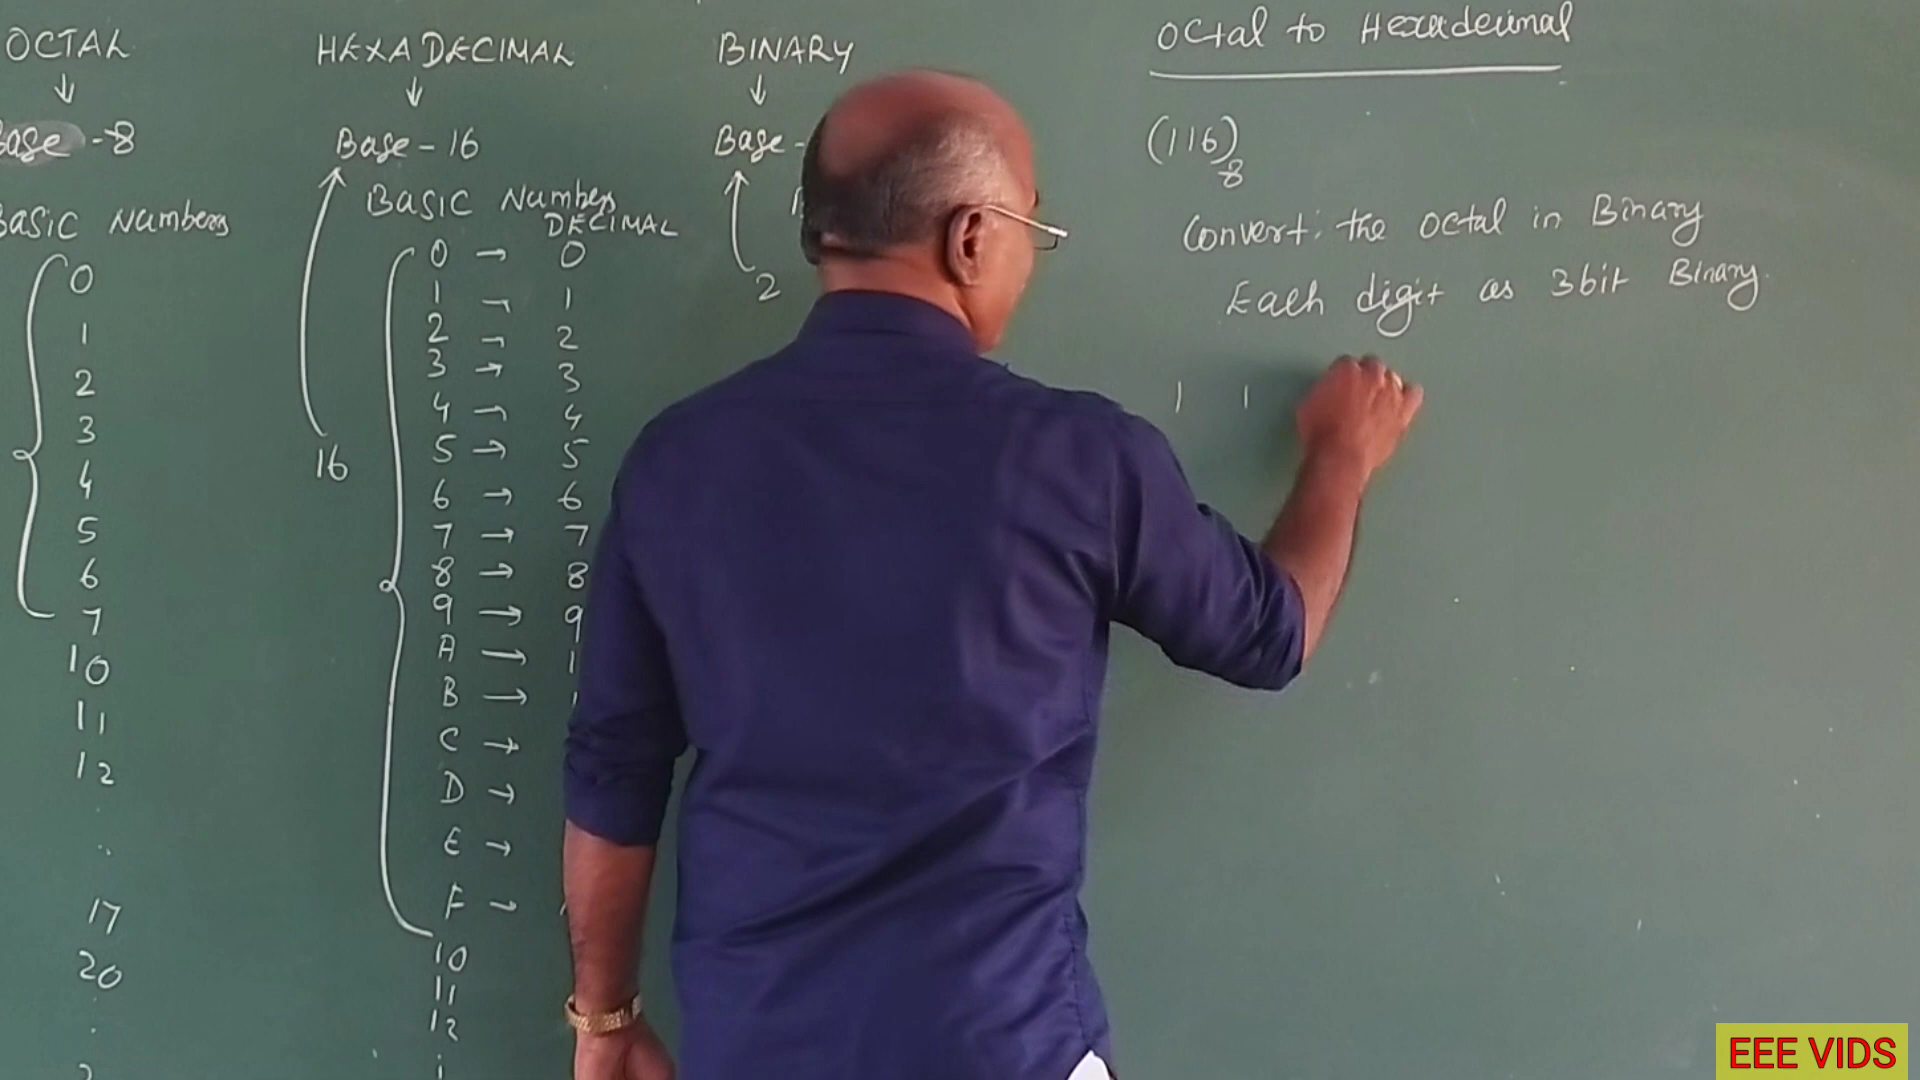 OCTAL
↓
Base - 8
BASIC Numbers
0
1
2
3
4
5
6
7
10
11
12
17
20
HEXADECIMAL
↓
Base - 16
16
BASIC Numbers
DECIMAL
0 → 0
1 → 1
2 → 2
3 → 3
4 → 4
5 → 5
6 → 6
7 → 7
8 → 8
9 → 9
A → 1
B →
C →
D →
E →
F →
10
11
12
BINARY
↓
Base -
2
Octal to Hexadecimal
(116)8
Convert the octal in Binary
Each digit as 3bit Binary.
1 1
EEE VIDS